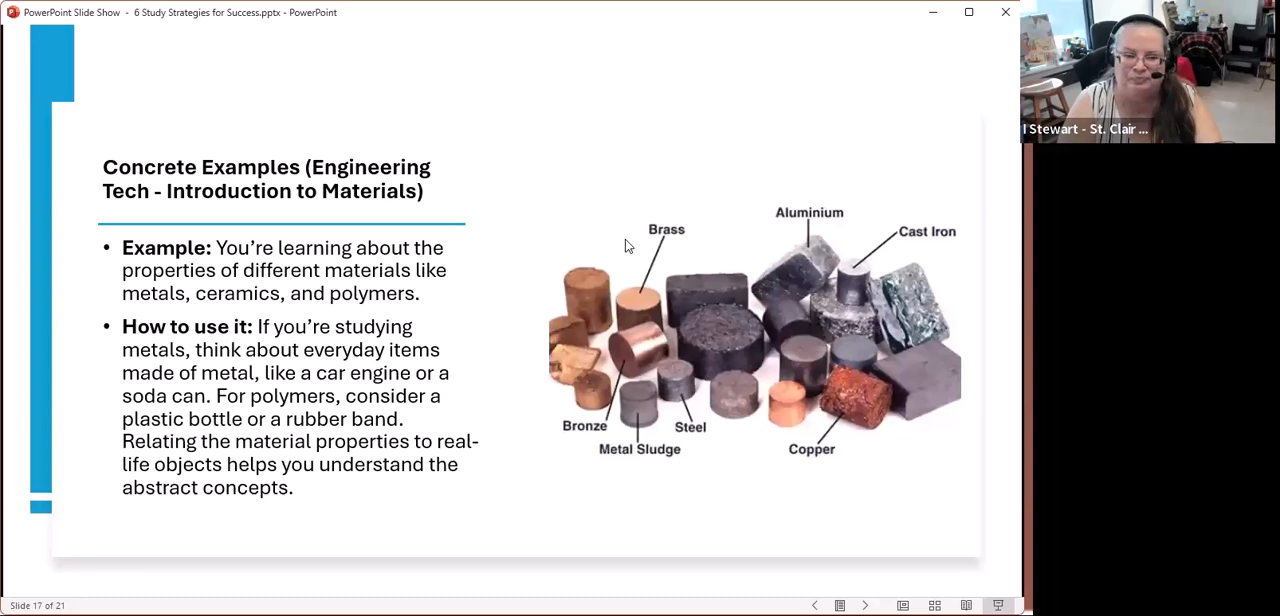 PowerPoint Slide Show - 6 Study Strategies for Success.pptx - PowerPoint
I Stewart - St. Clair ...
Concrete Examples (Engineering
Tech - Introduction to Materials)
• Example: You’re learning about the
properties of different materials like
metals, ceramics, and polymers.
• How to use it: If you’re studying
metals, think about everyday items
made of metal, like a car engine or a
soda can. For polymers, consider a
plastic bottle or a rubber band.
Relating the material properties to real-
life objects helps you understand the
abstract concepts.
Aluminium
Brass
Cast Iron
Bronze
Steel
Metal Sludge
Copper
Slide 17 of 21